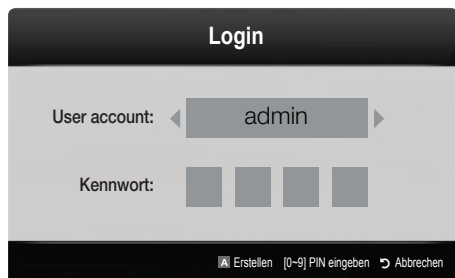 Login
User account: admin
Kennwort:
A Erstellen [0~9] PIN eingeben Abbrechen